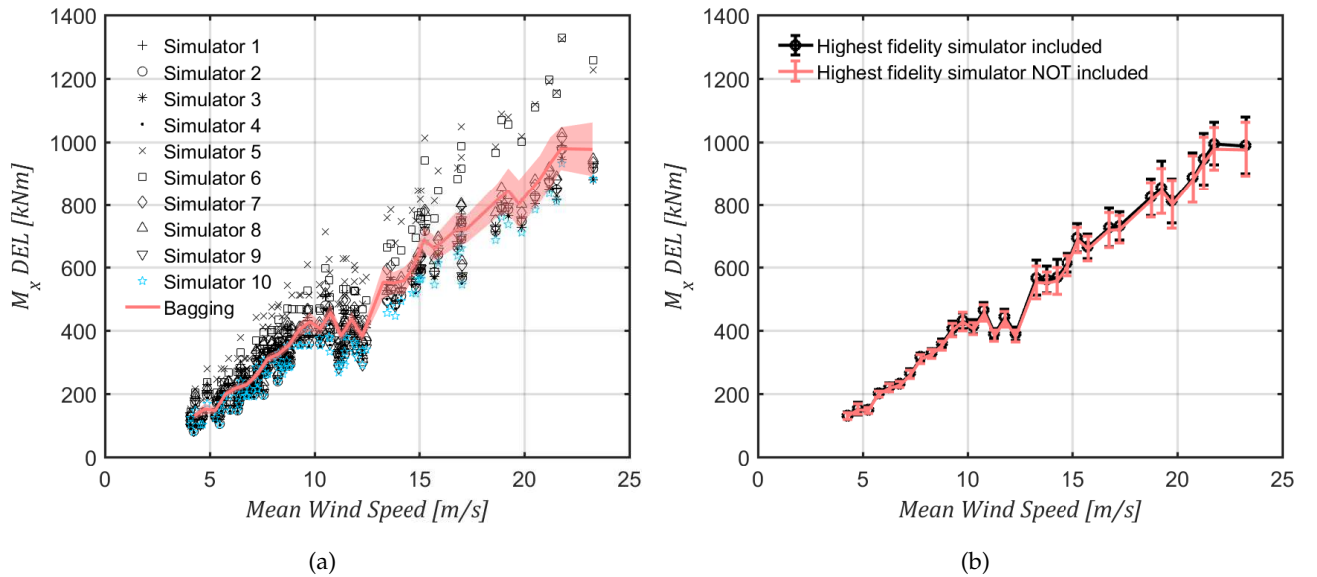 1400
1200
1000
800
600
400
200
0
0
5
10
15
20
25
M_x DEL [kNm]
Mean Wind Speed [m/s]
Simulator 1
Simulator 2
Simulator 3
Simulator 4
Simulator 5
Simulator 6
Simulator 7
Simulator 8
Simulator 9
Simulator 10
Bagging
(a)
1400
1200
1000
800
600
400
200
0
0
5
10
15
20
25
M_x DEL [kNm]
Mean Wind Speed [m/s]
Highest fidelity simulator included
Highest fidelity simulator NOT included
(b)